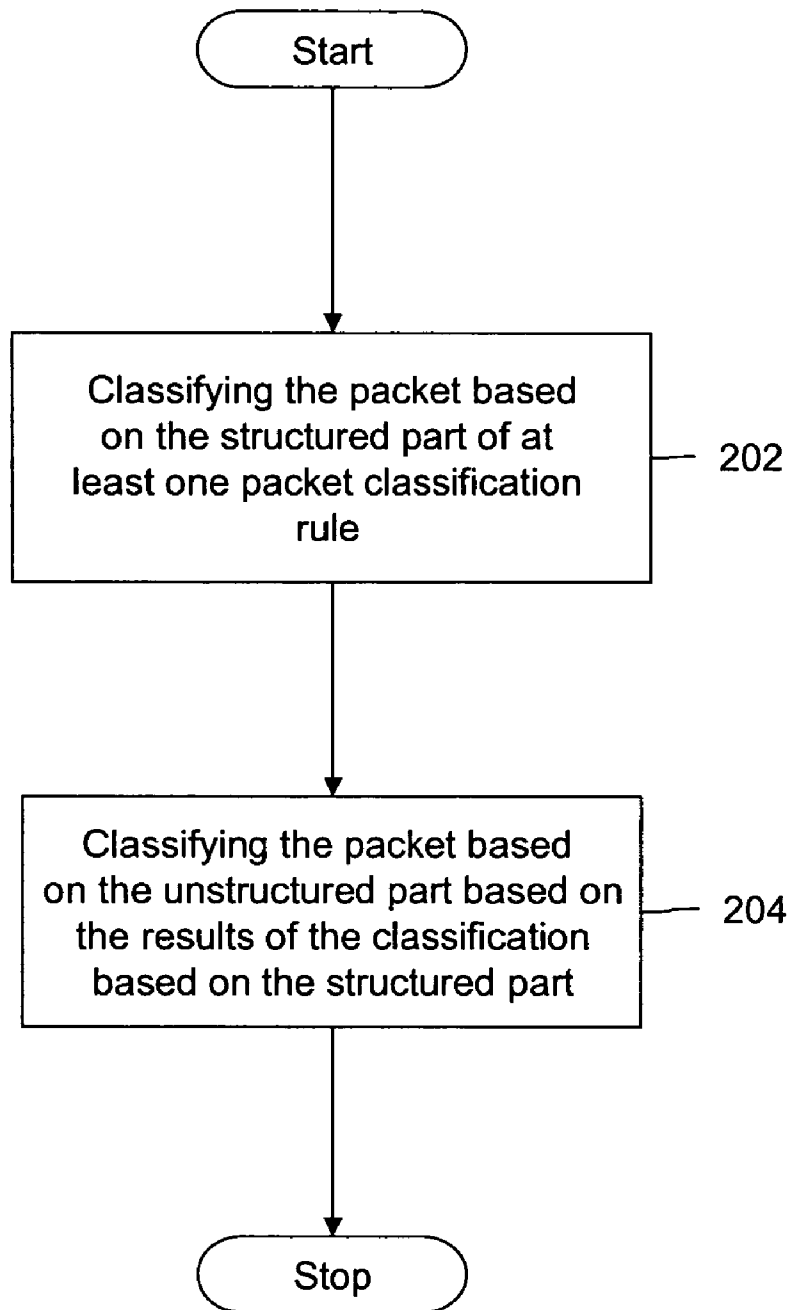 Start
Classifying the packet based
on the structured part of at
least one packet classification
rule
202
Classifying the packet based
on the unstructured part based on
the results of the classification
based on the structured part
204
Stop